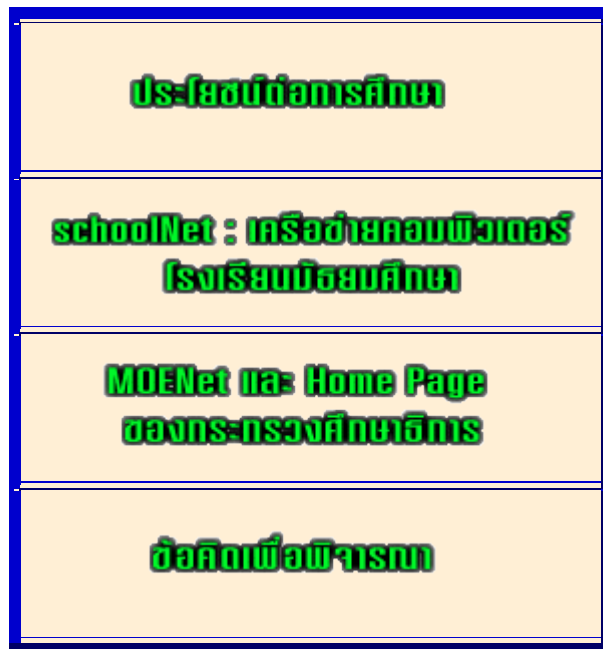 ประโยชน์ต่อการศึกษา
schoolNet : เครือข่ายคอมพิวเตอร์
โรงเรียนมัธยมศึกษา
MOENet และ Home Page
ของกระทรวงศึกษาธิการ
ข้อคิดเพื่อพิจารณา